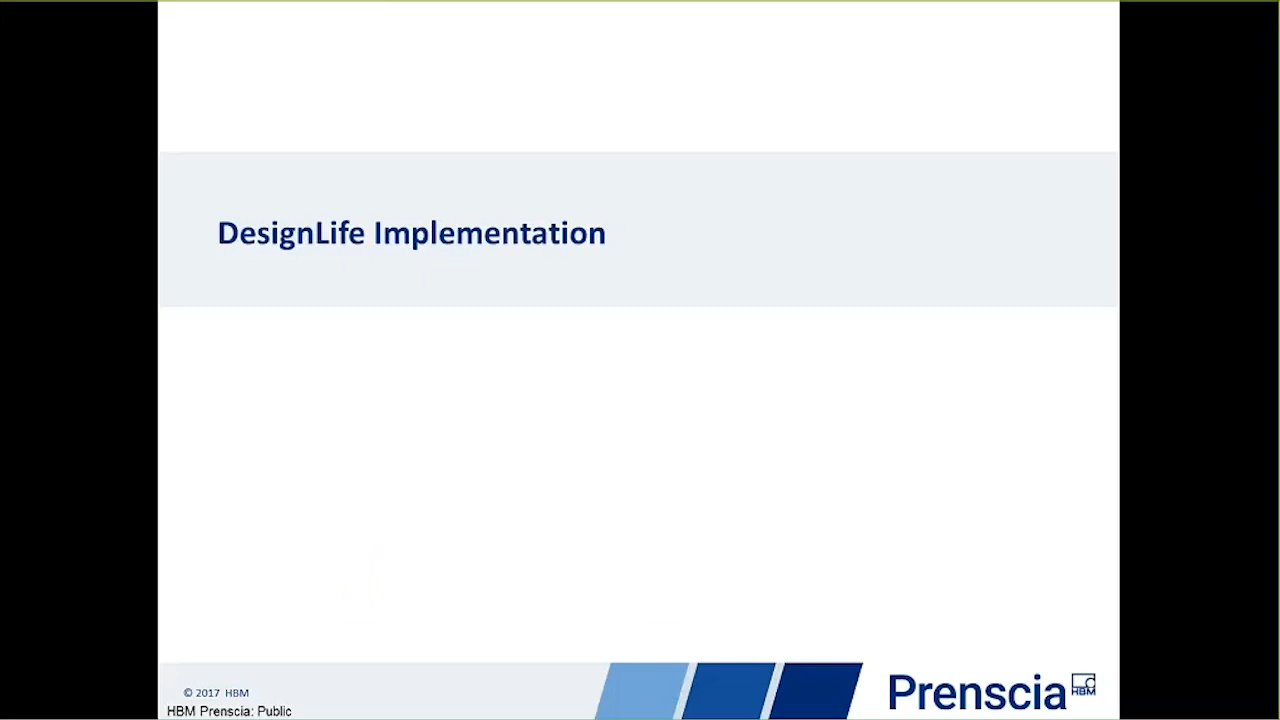 DesignLife Implementation
© 2017 HBM
HBM Prenscia: Public
Prenscia
HBM